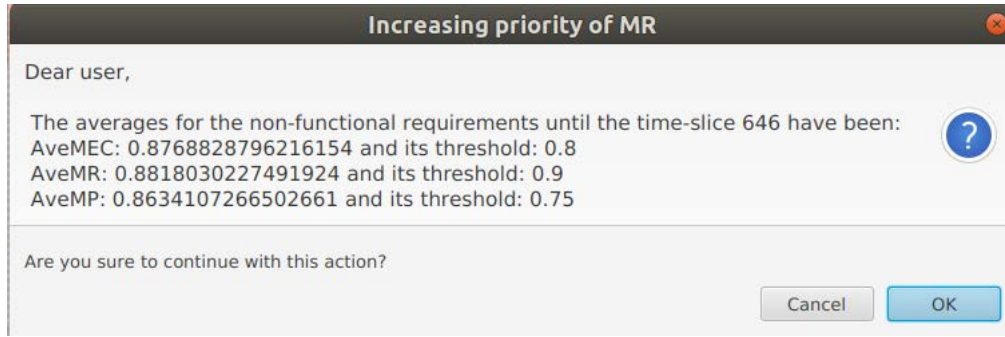 Increasing priority of MR
Dear user,
The averages for the non-functional requirements until the time-slice 646 have been:
AveMEC: 0.8768828796216154 and its threshold: 0.8
AveMR: 0.8818030227491924 and its threshold: 0.9
AveMP: 0.8634107266502661 and its threshold: 0.75
?
Are you sure to continue with this action?
Cancel OK